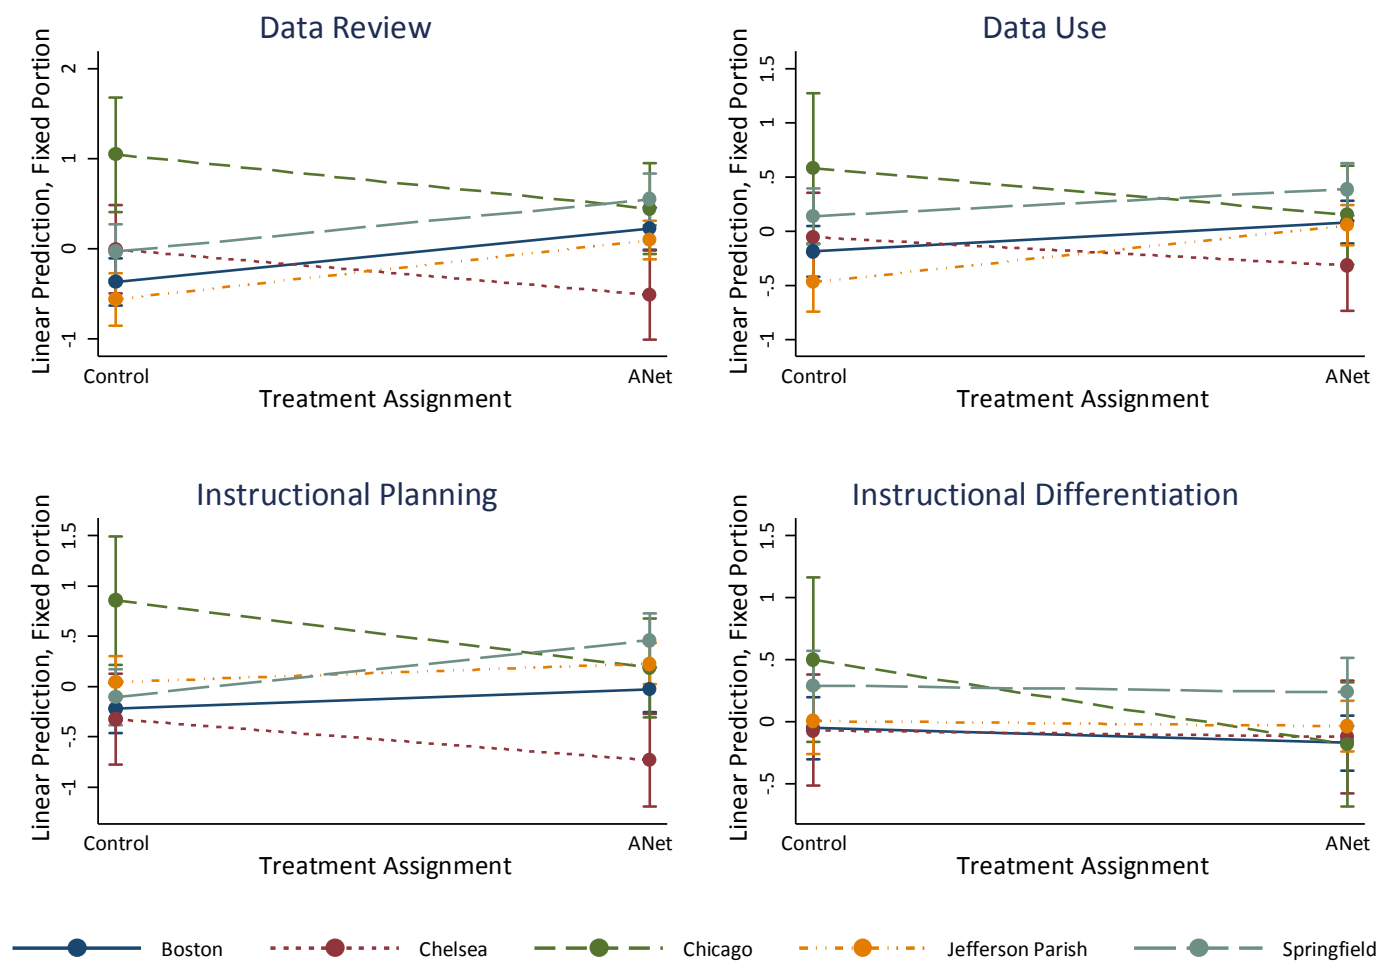 Data Review
Linear Prediction, Fixed Portion
2
1
0
-1
Control
ANet
Treatment Assignment
Data Use
Linear Prediction, Fixed Portion
1.5
1
.5
0
-.5
-1
Control
ANet
Treatment Assignment
Instructional Planning
Linear Prediction, Fixed Portion
1.5
1
.5
0
-.5
-1
Control
ANet
Treatment Assignment
Instructional Differentiation
Linear Prediction, Fixed Portion
1.5
1
.5
0
-.5
Control
ANet
Treatment Assignment
Boston
Chelsea
Chicago
Jefferson Parish
Springfield